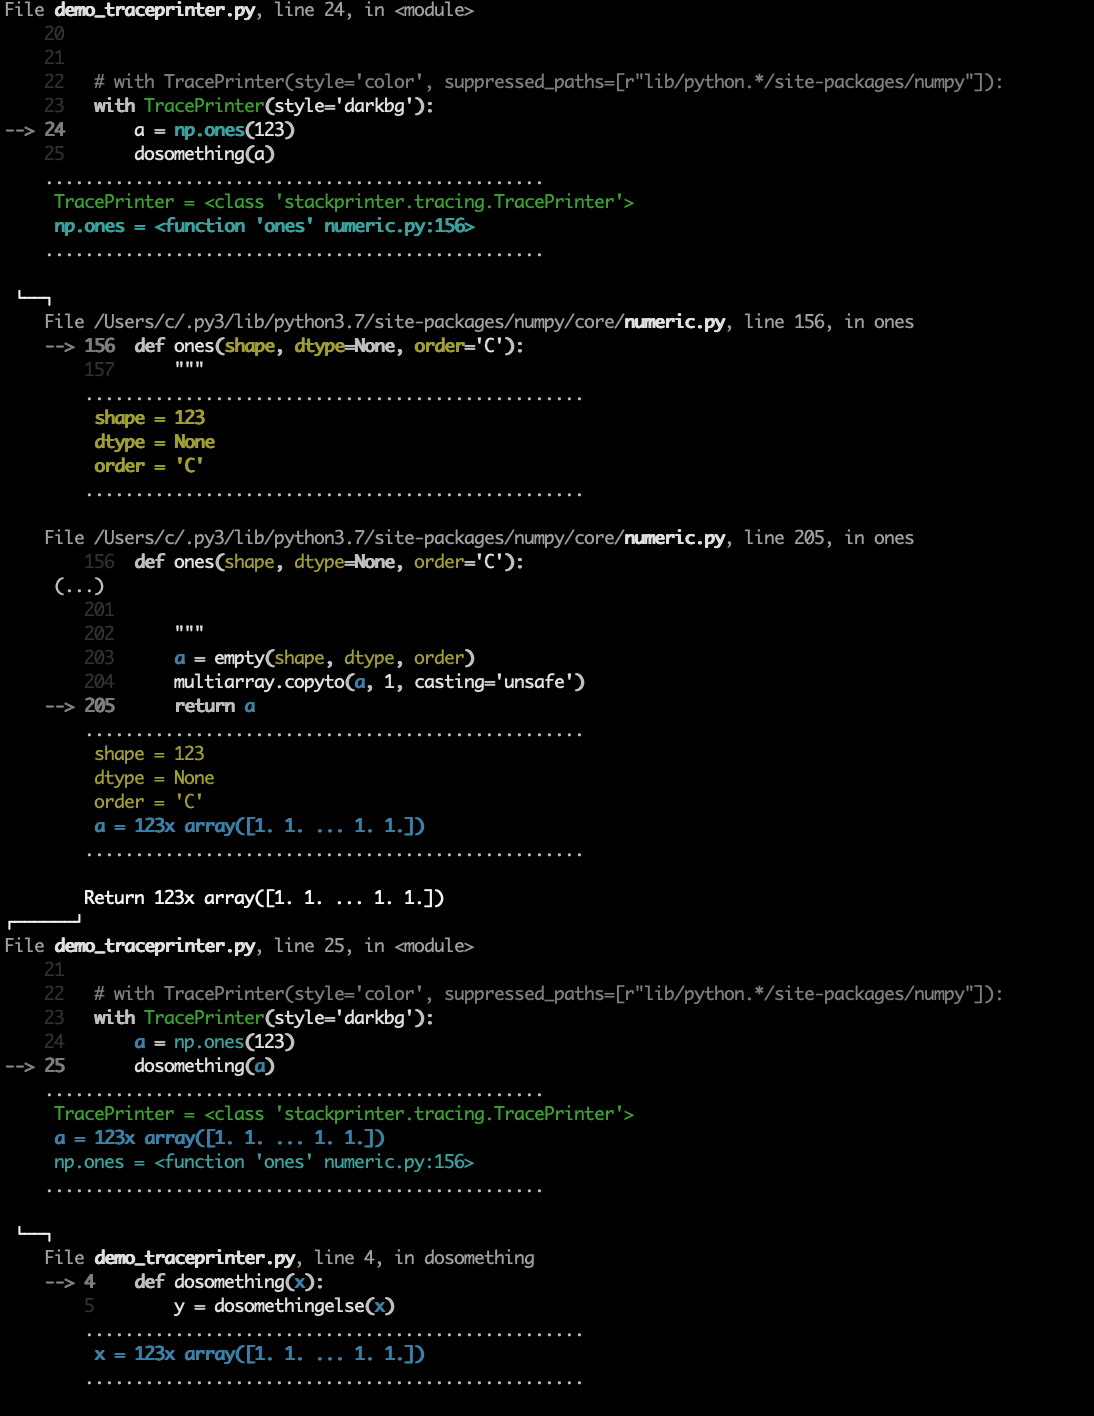 File demo_traceprinter.py, line 24, in <module>
    20
    21
    22   # with TracePrinter(style='color', suppressed_paths=[r"lib/python.*/site-packages/numpy"]):
    23   with TracePrinter(style='darkbg'):
--> 24       a = np.ones(123)
    25       dosomething(a)
    ..................................................
     TracePrinter = <class 'stackprinter.tracing.TracePrinter'>
     np.ones = <function 'ones' numeric.py:156>
    ..................................................

 └──┐
    File /Users/c/.py3/lib/python3.7/site-packages/numpy/core/numeric.py, line 156, in ones
    --> 156  def ones(shape, dtype=None, order='C'):
        157      """
        ..................................................
         shape = 123
         dtype = None
         order = 'C'
        ..................................................

    File /Users/c/.py3/lib/python3.7/site-packages/numpy/core/numeric.py, line 205, in ones
        156  def ones(shape, dtype=None, order='C'):
     (...)
        201
        202      """
        203      a = empty(shape, dtype, order)
        204      multiarray.copyto(a, 1, casting='unsafe')
    --> 205      return a
        ..................................................
         shape = 123
         dtype = None
         order = 'C'
         a = 123x array([1. 1. ... 1. 1.])
        ..................................................

        Return 123x array([1. 1. ... 1. 1.])
┌──────┘
File demo_traceprinter.py, line 25, in <module>
    21
    22   # with TracePrinter(style='color', suppressed_paths=[r"lib/python.*/site-packages/numpy"]):
    23   with TracePrinter(style='darkbg'):
    24       a = np.ones(123)
--> 25       dosomething(a)
    ..................................................
     TracePrinter = <class 'stackprinter.tracing.TracePrinter'>
     a = 123x array([1. 1. ... 1. 1.])
     np.ones = <function 'ones' numeric.py:156>
    ..................................................

 └──┐
    File demo_traceprinter.py, line 4, in dosomething
    --> 4    def dosomething(x):
        5        y = dosomethingelse(x)
        ..................................................
         x = 123x array([1. 1. ... 1. 1.])
        ..................................................